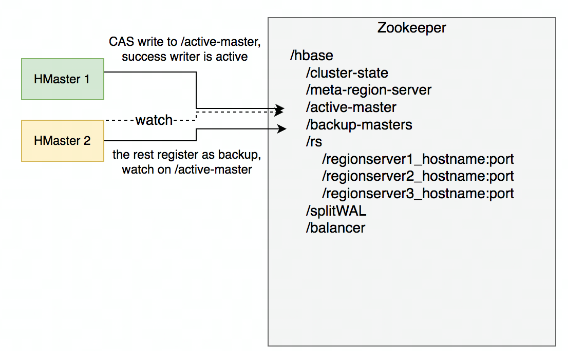 Zookeeper
CAS write to /active-master,
success writer is active
HMaster 1
watch
HMaster 2
the rest register as backup,
watch on /active-master
/hbase
/cluster-state
/meta-region-server
/active-master
/backup-masters
/rs
/regionserver1_hostname:port
/regionserver2_hostname:port
/regionserver3_hostname:port
/splitWAL
/balancer